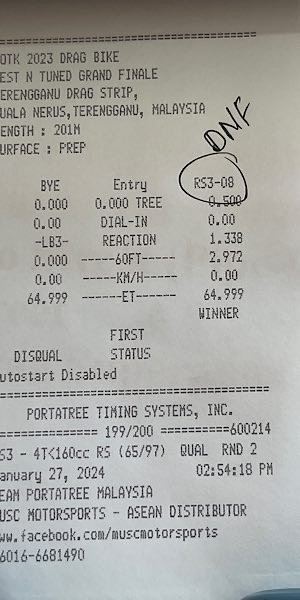 OTK 2023 DRAG BIKE
EST N TUNED GRAND FINALE
ERENGGANU DRAG STRIP,
UALA NERUS,TERENGGANU, MALAYSIA
ENGTH : 201M
URFACE : PREP
DNF
BYE Entry RS3-08
0.000 0.000 TREE 0.500
0.00 DIAL-IN 0.00
-LB3- REACTION 1.338
0.000 -----60FT----- 2.972
0.00 -----KM/H----- 0.00
64.999 ------ET------ 64.999
WINNER
FIRST
DISQUAL STATUS
utostart Disabled
PORTATREE TIMING SYSTEMS, INC.
============ 199/200 ==========600214
S3 - 4T<160cc RS (65/97) QUAL RND 2
anuary 27, 2024 02:54:18 PM
EAM PORTATREE MALAYSIA
USC MOTORSPORTS - ASEAN DISTRIBUTOR
ww.facebook.com/muscmotorsports
6016-6681490